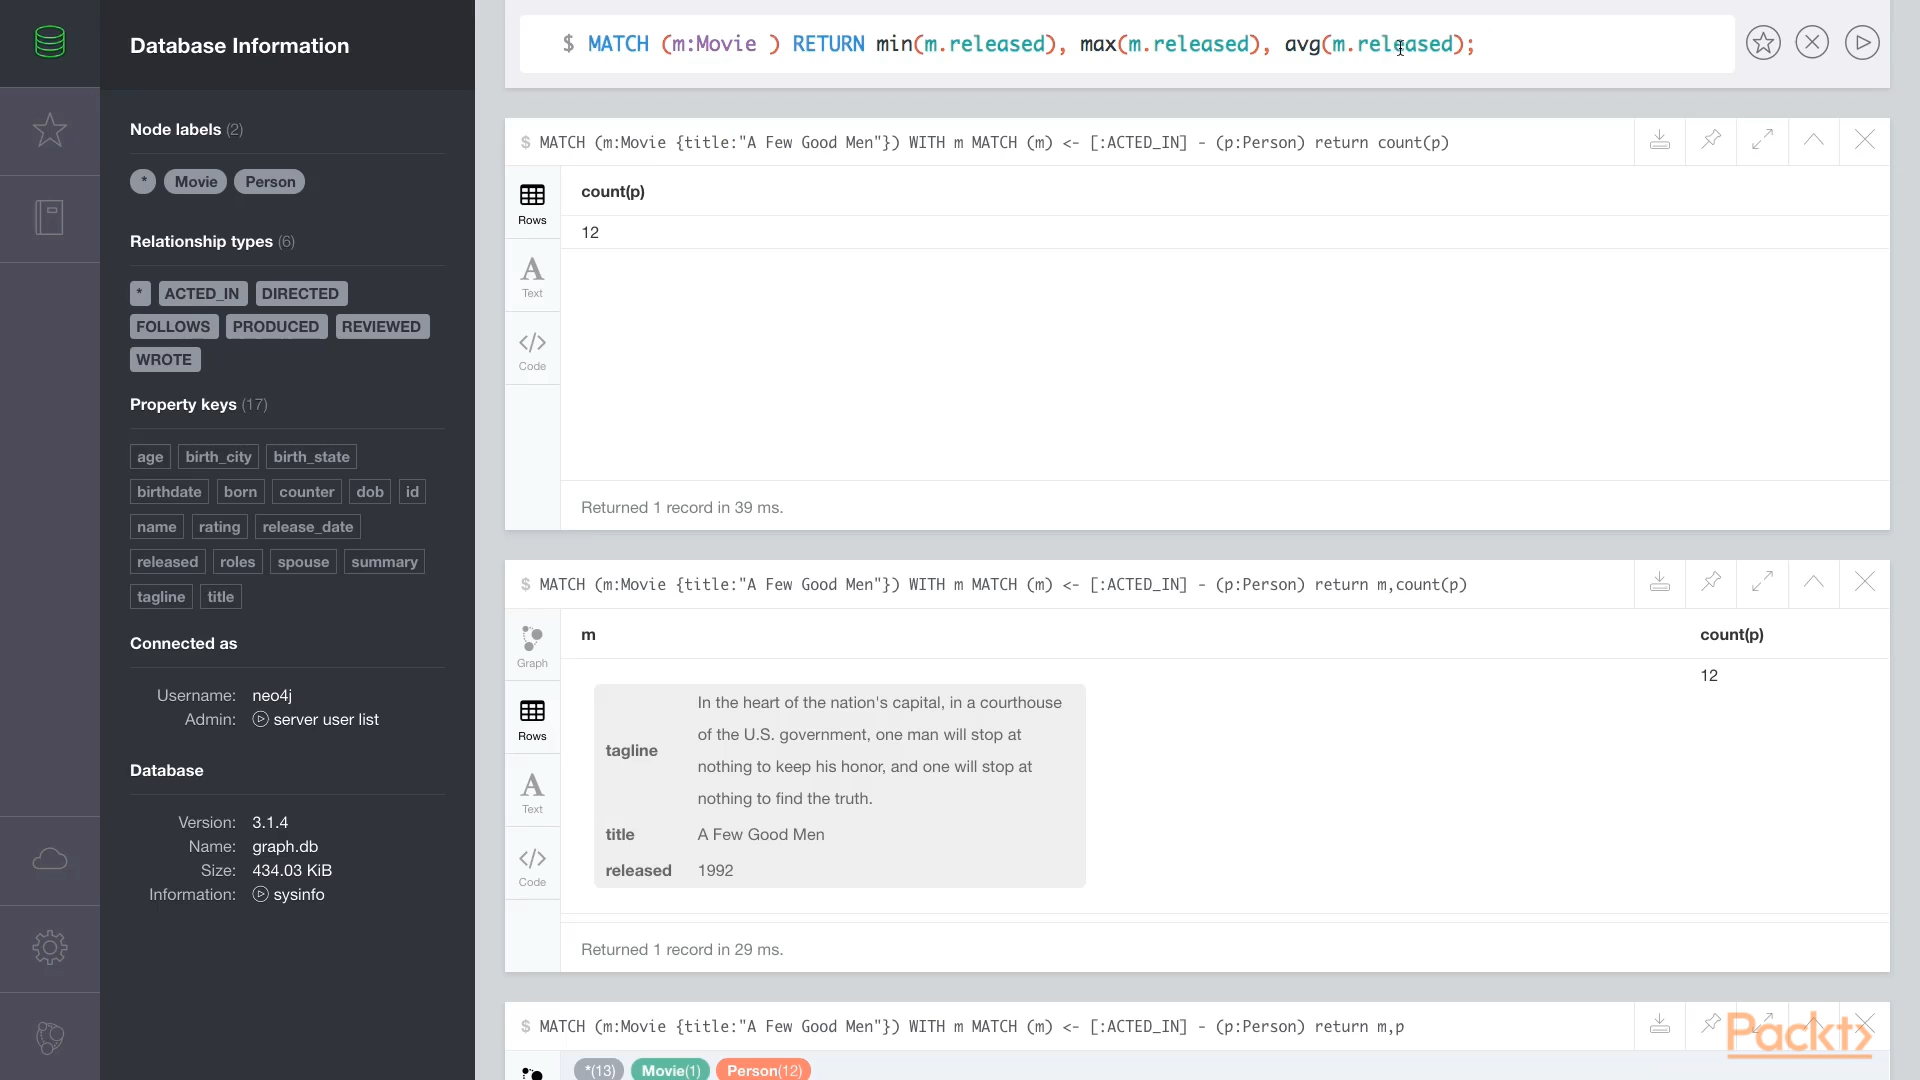 Database Information
Node labels (2)
* Movie Person
Relationship types (6)
* ACTED_IN DIRECTED
FOLLOWS PRODUCED REVIEWED
WROTE
Property keys (17)
age birth_city birth_state
birthdate born counter dob id
name rating release_date
released roles spouse summary
tagline title
Connected as
Username: neo4j
Admin: server user list
Database
Version: 3.1.4
Name: graph.db
Size: 434.03 KiB
Information: sysinfo
$ MATCH (m:Movie ) RETURN min(m.released), max(m.released), avg(m.released);
$ MATCH (m:Movie {title:"A Few Good Men"}) WITH m MATCH (m) <- [:ACTED_IN] - (p:Person) return count(p)
Rows
Text
Code
count(p)
12
Returned 1 record in 39 ms.
$ MATCH (m:Movie {title:"A Few Good Men"}) WITH m MATCH (m) <- [:ACTED_IN] - (p:Person) return m,count(p)
Graph
Rows
A
Text
Code
m count(p)
12
tagline In the heart of the nation's capital, in a courthouse
of the U.S. government, one man will stop at
nothing to keep his honor, and one will stop at
nothing to find the truth.
title A Few Good Men
released 1992
Returned 1 record in 29 ms.
$ MATCH (m:Movie {title:"A Few Good Men"}) WITH m MATCH (m) <- [:ACTED_IN] - (p:Person) return m,p
*(13) Movie(1) Person(12)
Packt>